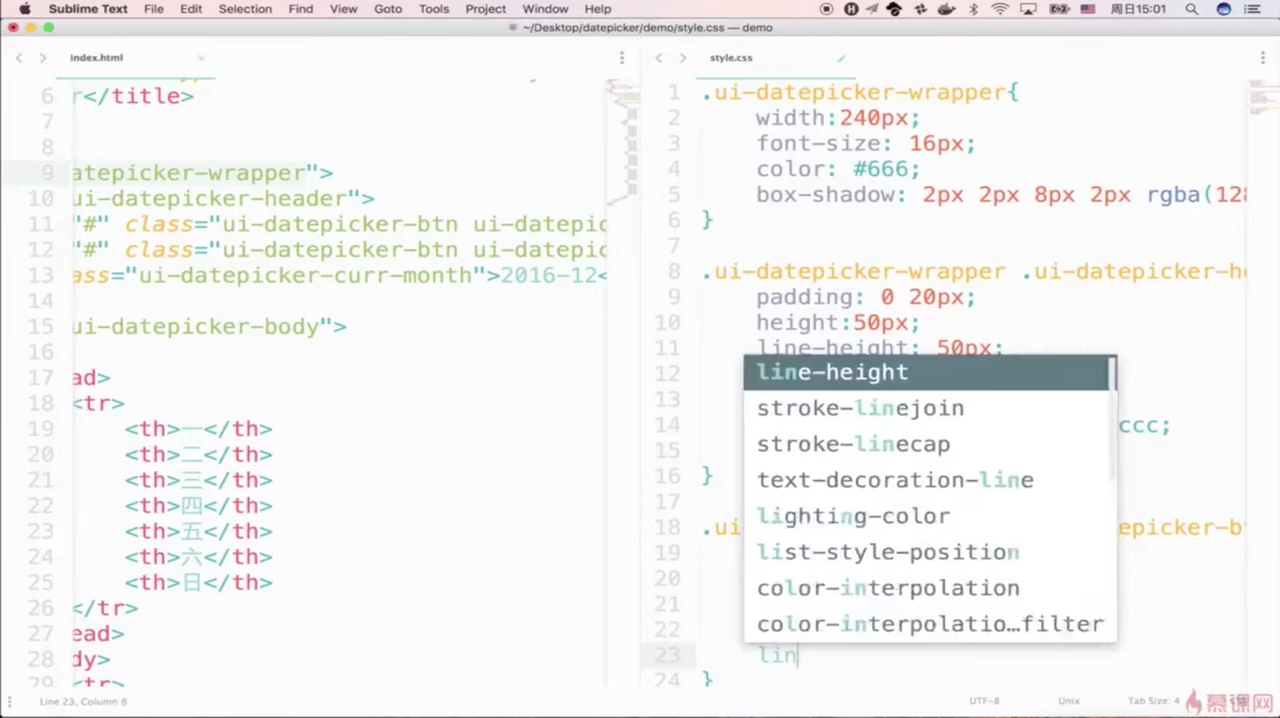 Sublime Text File Edit Selection Find View Goto Tools Project Window Help 周日15:01
~/Desktop/datepicker/demo/style.css — demo
index.html
6 r</title>
7
8
9 atepicker-wrapper">
10 ui-datepicker-header">
11 "#" class="ui-datepicker-btn ui-datepic
12 "#" class="ui-datepicker-btn ui-datepic
13 ass="ui-datepicker-curr-month">2016-12<
14
15 ui-datepicker-body">
16
17 ad>
18 <tr>
19 <th>一</th>
20 <th>二</th>
21 <th>三</th>
22 <th>四</th>
23 <th>五</th>
24 <th>六</th>
25 <th>日</th>
26 </tr>
27 ead>
28 dy>
29 <tr>
style.css
1 .ui-datepicker-wrapper{
2 width:240px;
3 font-size: 16px;
4 color: #666;
5 box-shadow: 2px 2px 8px 2px rgba(128
6 }
7
8 .ui-datepicker-wrapper .ui-datepicker-he
9 padding: 0 20px;
10 height:50px;
11 line-height: 50px;
12
13
14 ccc;
15
16 }
17
18 .ui datepicker-bt
19
20
21
22
23 lin
24 }
line-height
stroke-linejoin
stroke-linecap
text-decoration-line
lighting-color
list-style-position
color-interpolation
color-interpolatio…filter
Line 23, Column 8 UTF-8 Unix Tab Size: 4
慕课网